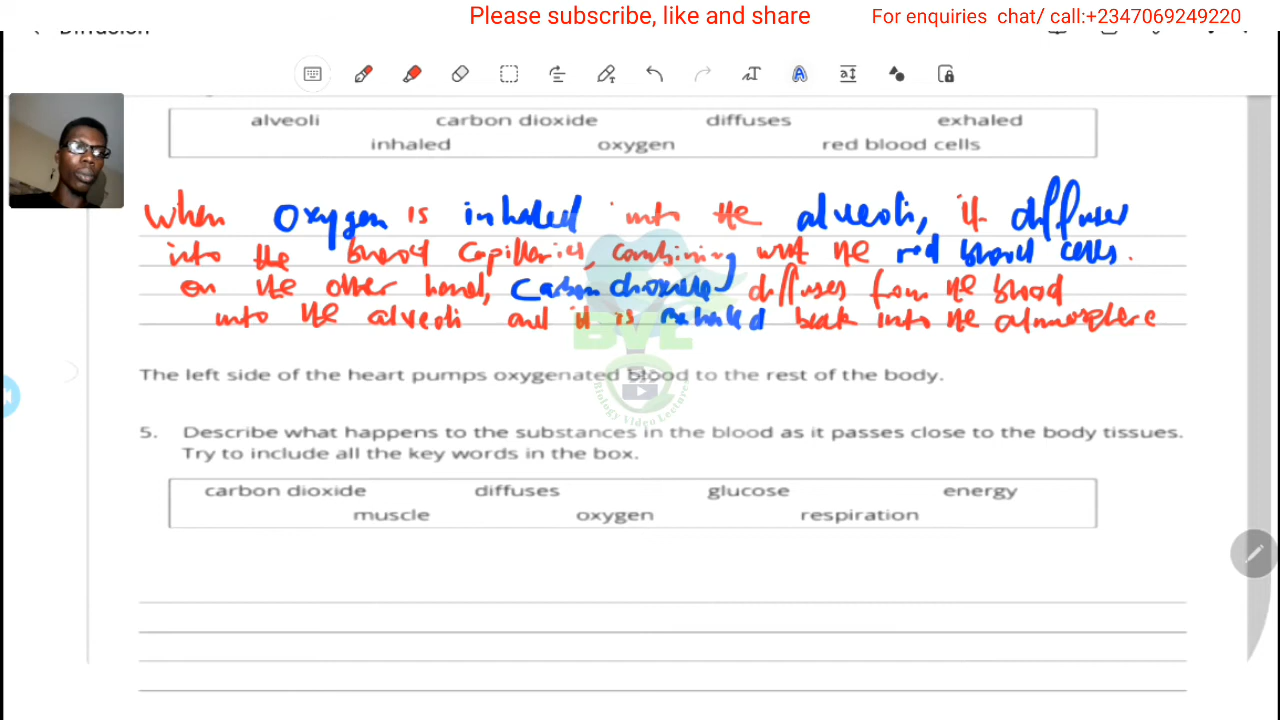 Please subscribe, like and share
For enquiries chat/ call:+2347069249220
Diffusion
alveoli carbon dioxide diffuses exhaled
inhaled oxygen red blood cells
When Oxygen is inhaled into the alveoli, it diffuses
into the blood Capillaries, combining with the red blood cells.
on the other hand, Carbon dioxide diffuses from the blood
into the alveoli and it is exhaled back into the atmosphere
The left side of the heart pumps oxygenated blood to the rest of the body.
BVL
Biology Video Lectures
5. Describe what happens to the substances in the blood as it passes close to the body tissues.
Try to include all the key words in the box.
carbon dioxide diffuses glucose energy
muscle oxygen respiration